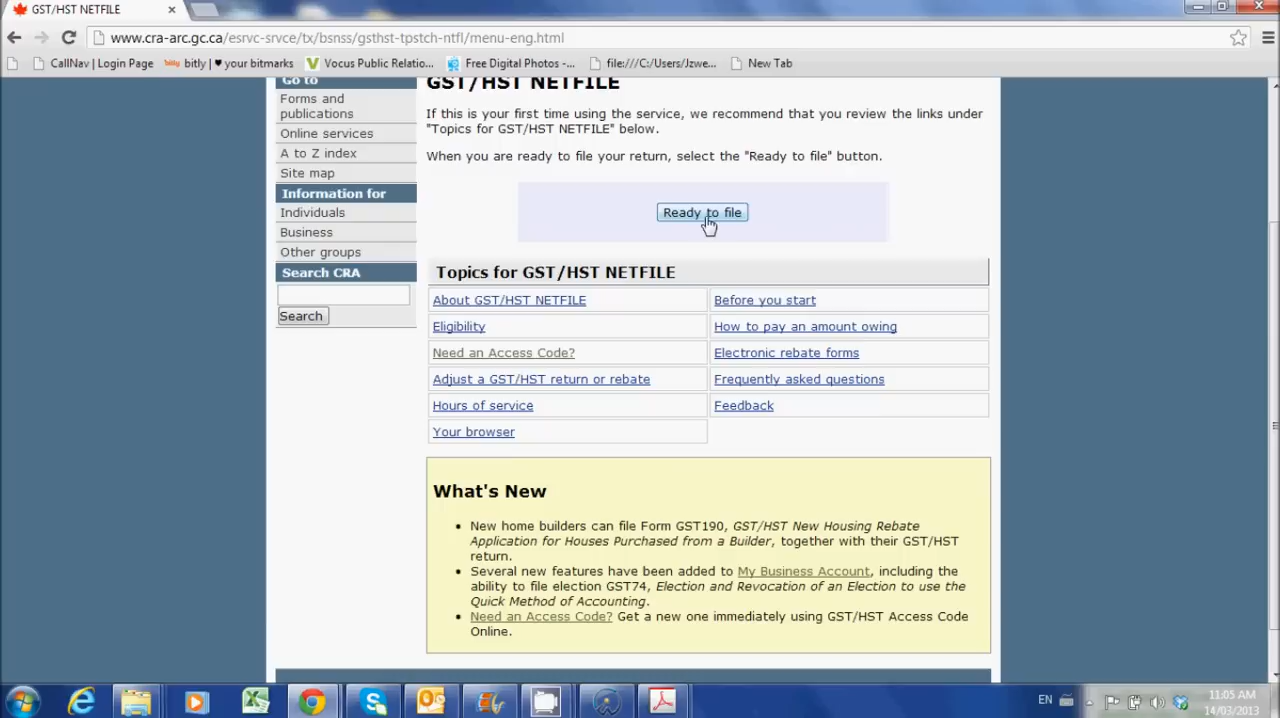 GST/HST NETFILE
www.cra-arc.gc.ca/esrvc-srvce/tx/bsnss/gsthst-tpstch-ntfl/menu-eng.html
CallNav | Login Page
bitly bitly | ♥ your bitmarks
Vocus Public Relatio...
Free Digital Photos - ...
file:///C:/Users/Jzwe...
New Tab
Go to
Forms and
publications
Online services
A to Z index
Site map
Information for
Individuals
Business
Other groups
Search CRA
Search
GST/HST NETFILE
If this is your first time using the service, we recommend that you review the links under
"Topics for GST/HST NETFILE" below.
When you are ready to file your return, select the "Ready to file" button.
Ready to file
Topics for GST/HST NETFILE
About GST/HST NETFILE
Before you start
Eligibility
How to pay an amount owing
Need an Access Code?
Electronic rebate forms
Adjust a GST/HST return or rebate
Frequently asked questions
Hours of service
Feedback
Your browser
What's New
• New home builders can file Form GST190, GST/HST New Housing Rebate
Application for Houses Purchased from a Builder, together with their GST/HST
return.
• Several new features have been added to My Business Account, including the
ability to file election GST74, Election and Revocation of an Election to use the
Quick Method of Accounting.
• Need an Access Code? Get a new one immediately using GST/HST Access Code
Online.
EN
11:05 AM
14/03/2013